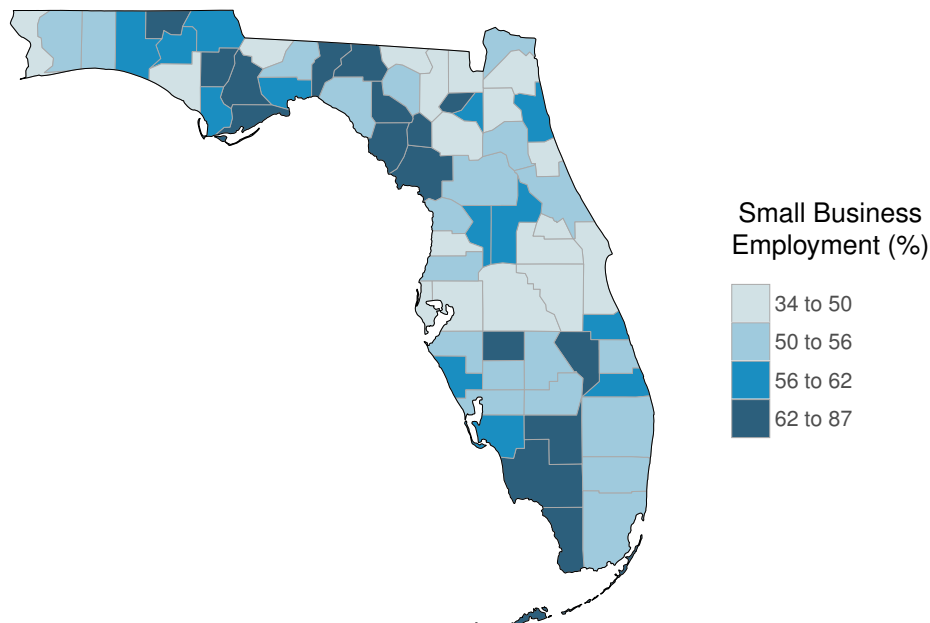 Small Business
Employment (%)
34 to 50
50 to 56
56 to 62
62 to 87